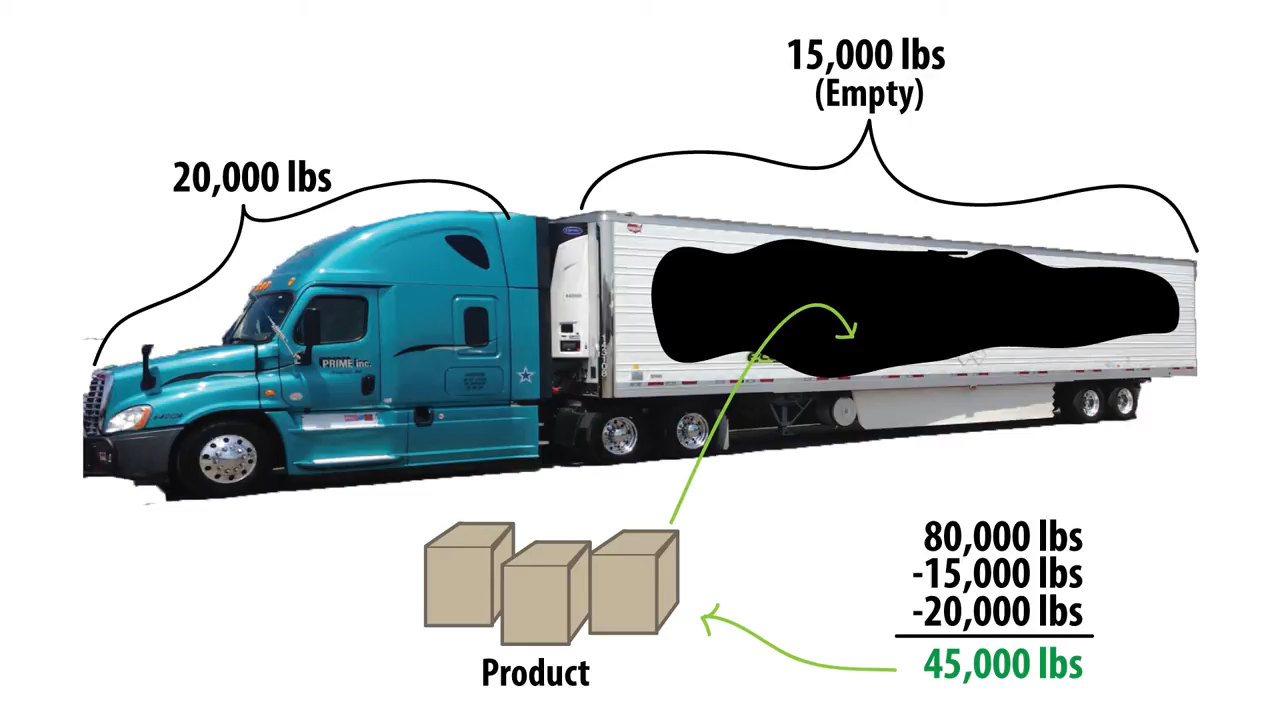 15,000 lbs
(Empty)
20,000 lbs
PRIME inc.
80,000 lbs
-15,000 lbs
-20,000 lbs
45,000 lbs
Product